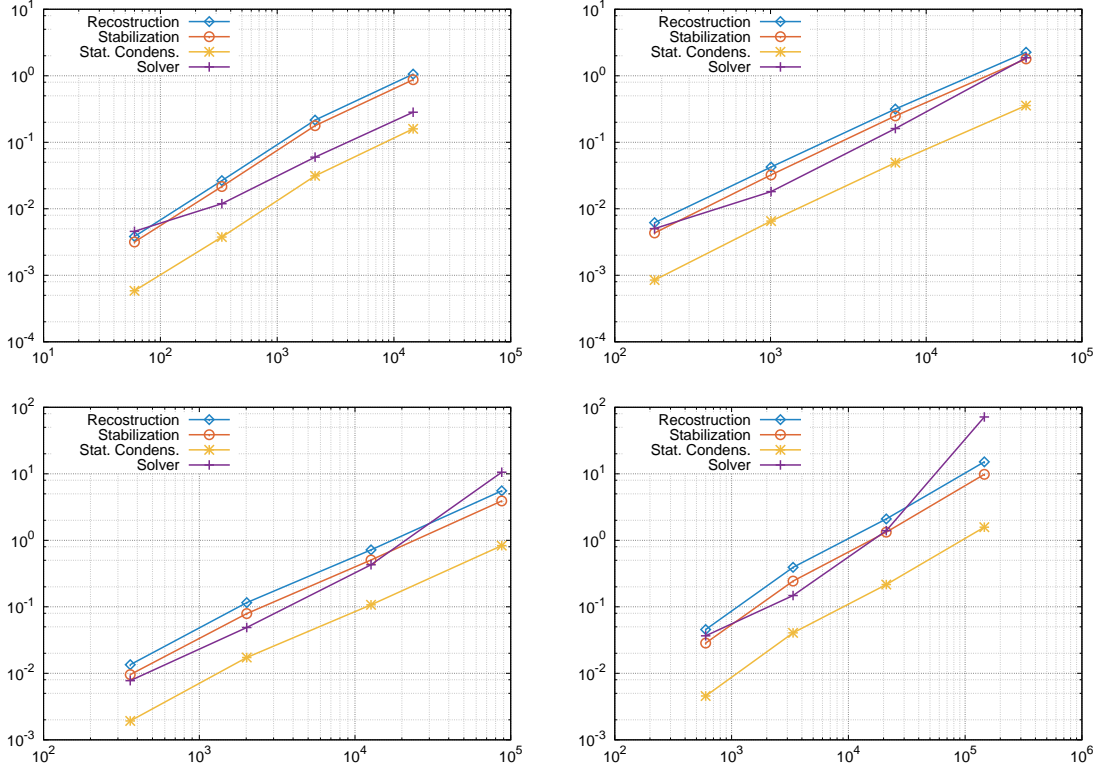 10^1
10^0
10^-1
10^-2
10^-3
10^-4
10^1 10^2 10^3 10^4 10^5
Recostruction
Stabilization
Stat. Condens.
Solver
10^1
10^0
10^-1
10^-2
10^-3
10^-4
10^2 10^3 10^4 10^5
Recostruction
Stabilization
Stat. Condens.
Solver
10^2
10^1
10^0
10^-1
10^-2
10^-3
10^2 10^3 10^4 10^5
Recostruction
Stabilization
Stat. Condens.
Solver
10^2
10^1
10^0
10^-1
10^-2
10^-3
10^2 10^3 10^4 10^5 10^6
Recostruction
Stabilization
Stat. Condens.
Solver